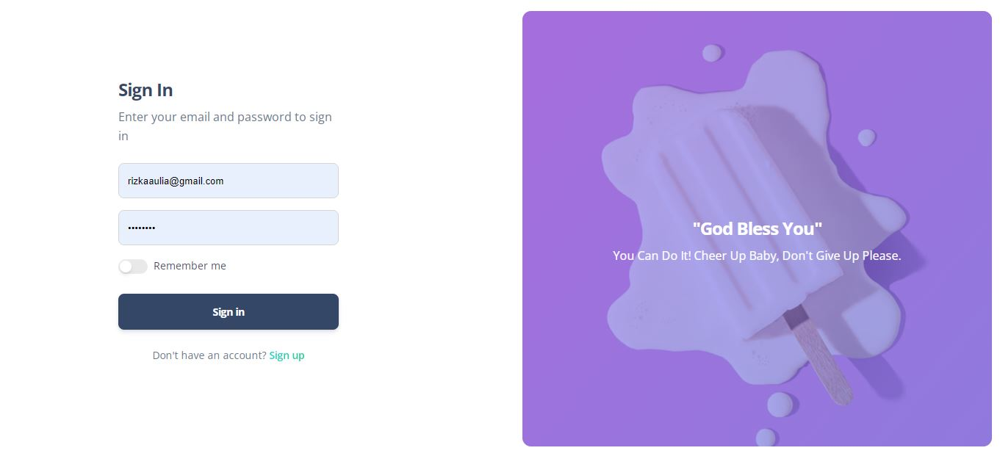 Sign In
Enter your email and password to sign
in
rizkaaulia@gmail.com
••••••••
Remember me
Sign in
Don't have an account? Sign up
"God Bless You"
You Can Do It! Cheer Up Baby, Don't Give Up Please.